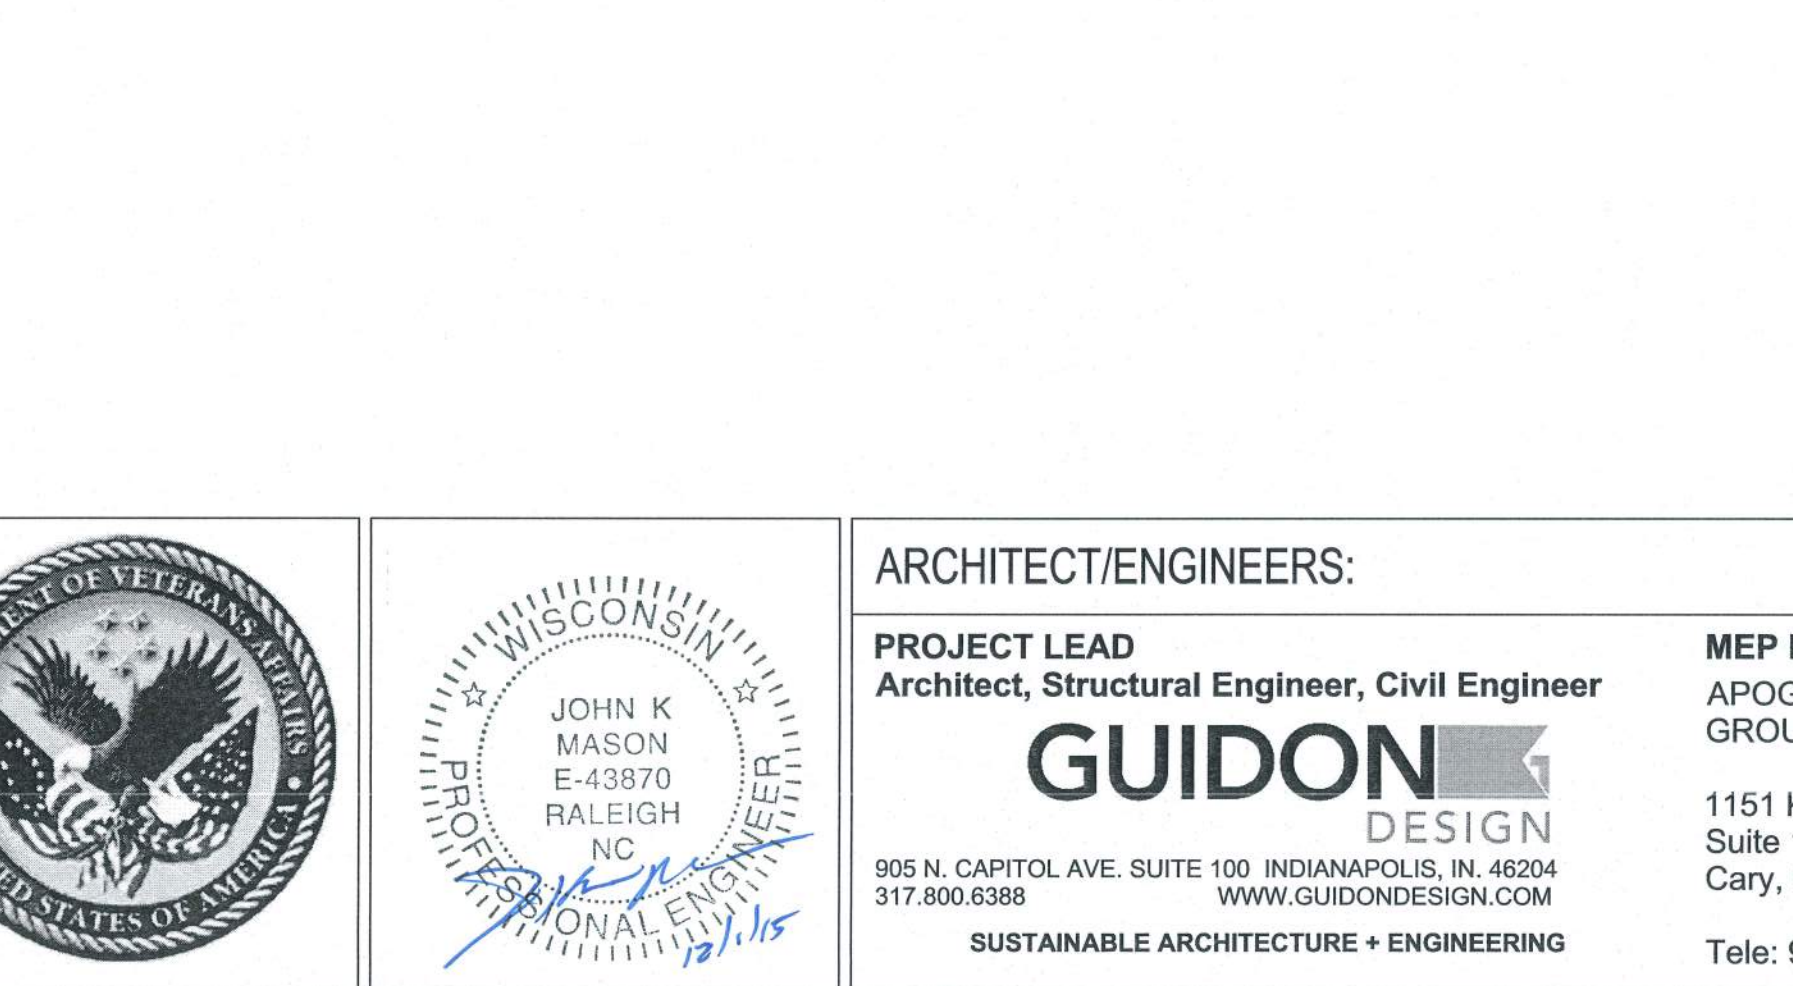 OF VETERANS AFFAIRS •
STATES OF AMERICA
WISCONSIN
JOHN K
MASON
E-43870
RALEIGH
NC
PROFESSIONAL ENGINEER
12/1/15
ARCHITECT/ENGINEERS:
PROJECT LEAD
Architect, Structural Engineer, Civil Engineer
GUIDON
DESIGN
905 N. CAPITOL AVE. SUITE 100 INDIANAPOLIS, IN. 46204
317.800.6388 WWW.GUIDONDESIGN.COM
SUSTAINABLE ARCHITECTURE + ENGINEERING
MEP
APOG
GROU
1151
Suite
Cary,
Tele: